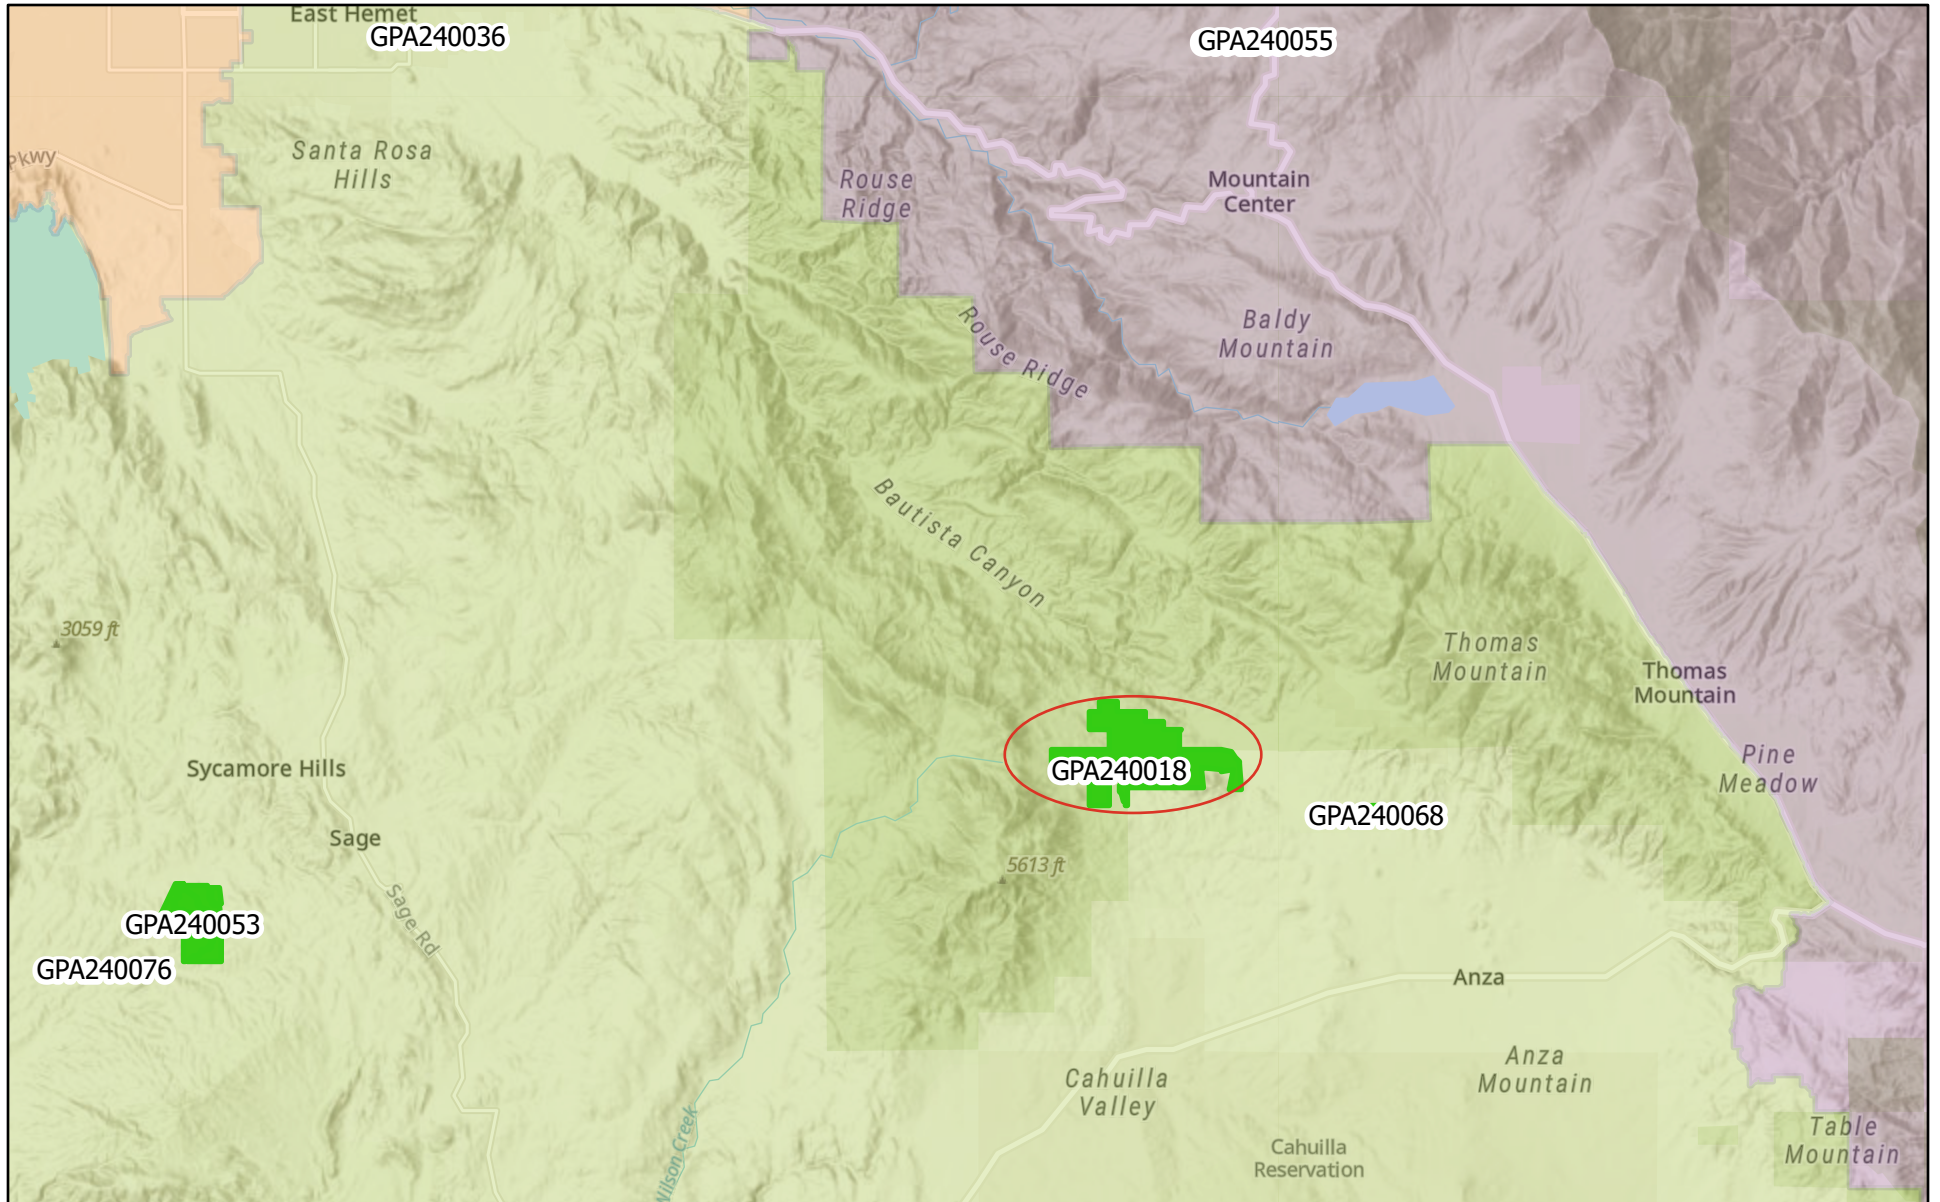 East Hemet
GPA240036
GPA240055
Pkwy
Santa Rosa
Hills
Rouse
Ridge
Mountain
Center
Baldy
Mountain
Rouse Ridge
Bautista Canyon
3059 ft
Thomas
Mountain
Thomas
Mountain
Pine
Meadow
Sycamore Hills
GPA240018
GPA240068
Sage
5613 ft
Sage Rd
GPA240053
GPA240076
Anza
Anza
Mountain
Cahuilla
Valley
Wilson Creek
Cahuilla
Reservation
Table
Mountain